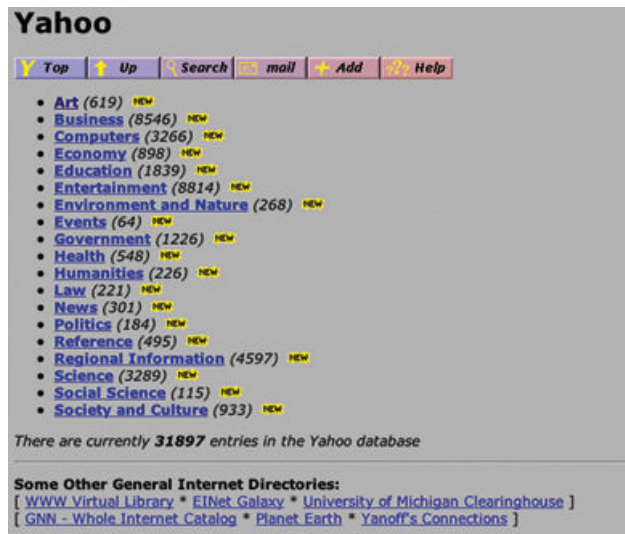 Yahoo
Y Top Up Search mail Add ??? Help
Art (619) NEW
Business (8546) NEW
Computers (3266) NEW
Economy (898) NEW
Education (1839) NEW
Entertainment (8814) NEW
Environment and Nature (268) NEW
Events (64) NEW
Government (1226) NEW
Health (548) NEW
Humanities (226) NEW
Law (221) NEW
News (301) NEW
Politics (184) NEW
Reference (495) NEW
Regional Information (4597) NEW
Science (3289) NEW
Social Science (115) NEW
Society and Culture (933) NEW
There are currently 31897 entries in the Yahoo database
Some Other General Internet Directories:
[ WWW Virtual Library * EINet Galaxy * University of Michigan Clearinghouse ]
[ GNN - Whole Internet Catalog * Planet Earth * Yanoff's Connections ]